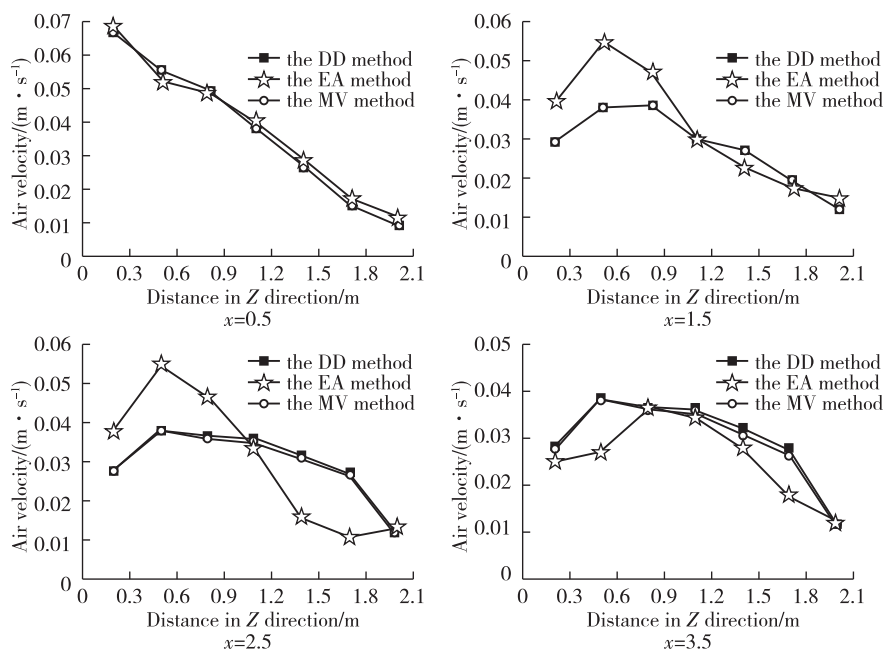 0.07
0.06
0.05
0.04
0.03
0.02
0.01
0
Air velocity/(m・s⁻¹)
the DD method
the EA method
the MV method
0 0.3 0.6 0.9 1.2 1.5 1.8 2.1
Distance in Z direction/m
x=0.5
0.06
0.05
0.04
0.03
0.02
0.01
0
Air velocity/(m・s⁻¹)
the DD method
the EA method
the MV method
0 0.3 0.6 0.9 1.2 1.5 1.8 2.1
Distance in Z direction/m
x=1.5
0.06
0.05
0.04
0.03
0.02
0.01
0
Air velocity/(m・s⁻¹)
the DD method
the EA method
the MV method
0 0.3 0.6 0.9 1.2 1.5 1.8 2.1
Distance in Z direction/m
x=2.5
0.05
0.04
0.03
0.02
0.01
0
Air velocity/(m・s⁻¹)
the DD method
the EA method
the MV method
0 0.3 0.6 0.9 1.2 1.5 1.8 2.1
Distance in Z direction/m
x=3.5